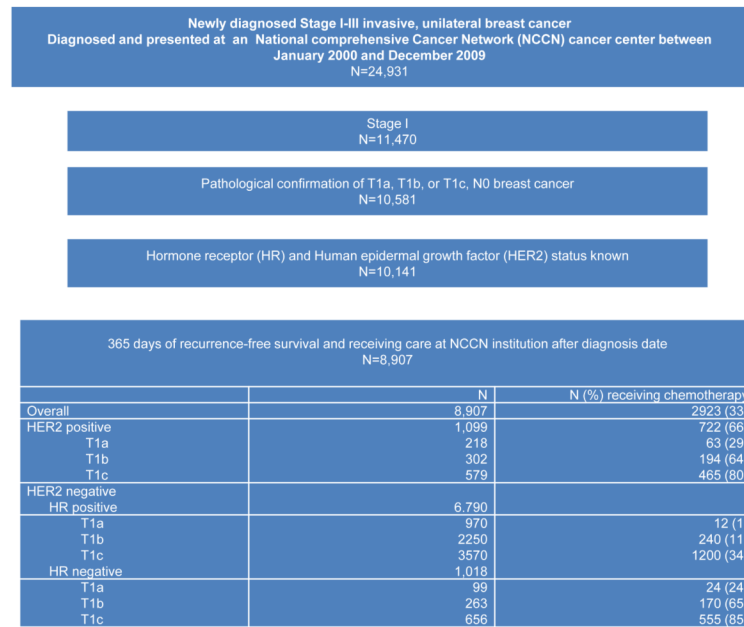 Newly diagnosed Stage I-III invasive, unilateral breast cancer
Diagnosed and presented at an National comprehensive Cancer Network (NCCN) cancer center between
January 2000 and December 2009
N=24,931
Stage I
N=11,470
Pathological confirmation of T1a, T1b, or T1c, N0 breast cancer
N=10,581
Hormone receptor (HR) and Human epidermal growth factor (HER2) status known
N=10,141
365 days of recurrence-free survival and receiving care at NCCN institution after diagnosis date
N=8,907
N N (%) receiving chemotherapy
Overall 8,907 2923 (33
HER2 positive 1,099 722 (66
T1a 218 63 (29
T1b 302 194 (64
T1c 579 465 (80
HER2 negative
HR positive 6.790
T1a 970 12 (1
T1b 2250 240 (11
T1c 3570 1200 (34
HR negative 1,018
T1a 99 24 (24
T1b 263 170 (65
T1c 656 555 (85